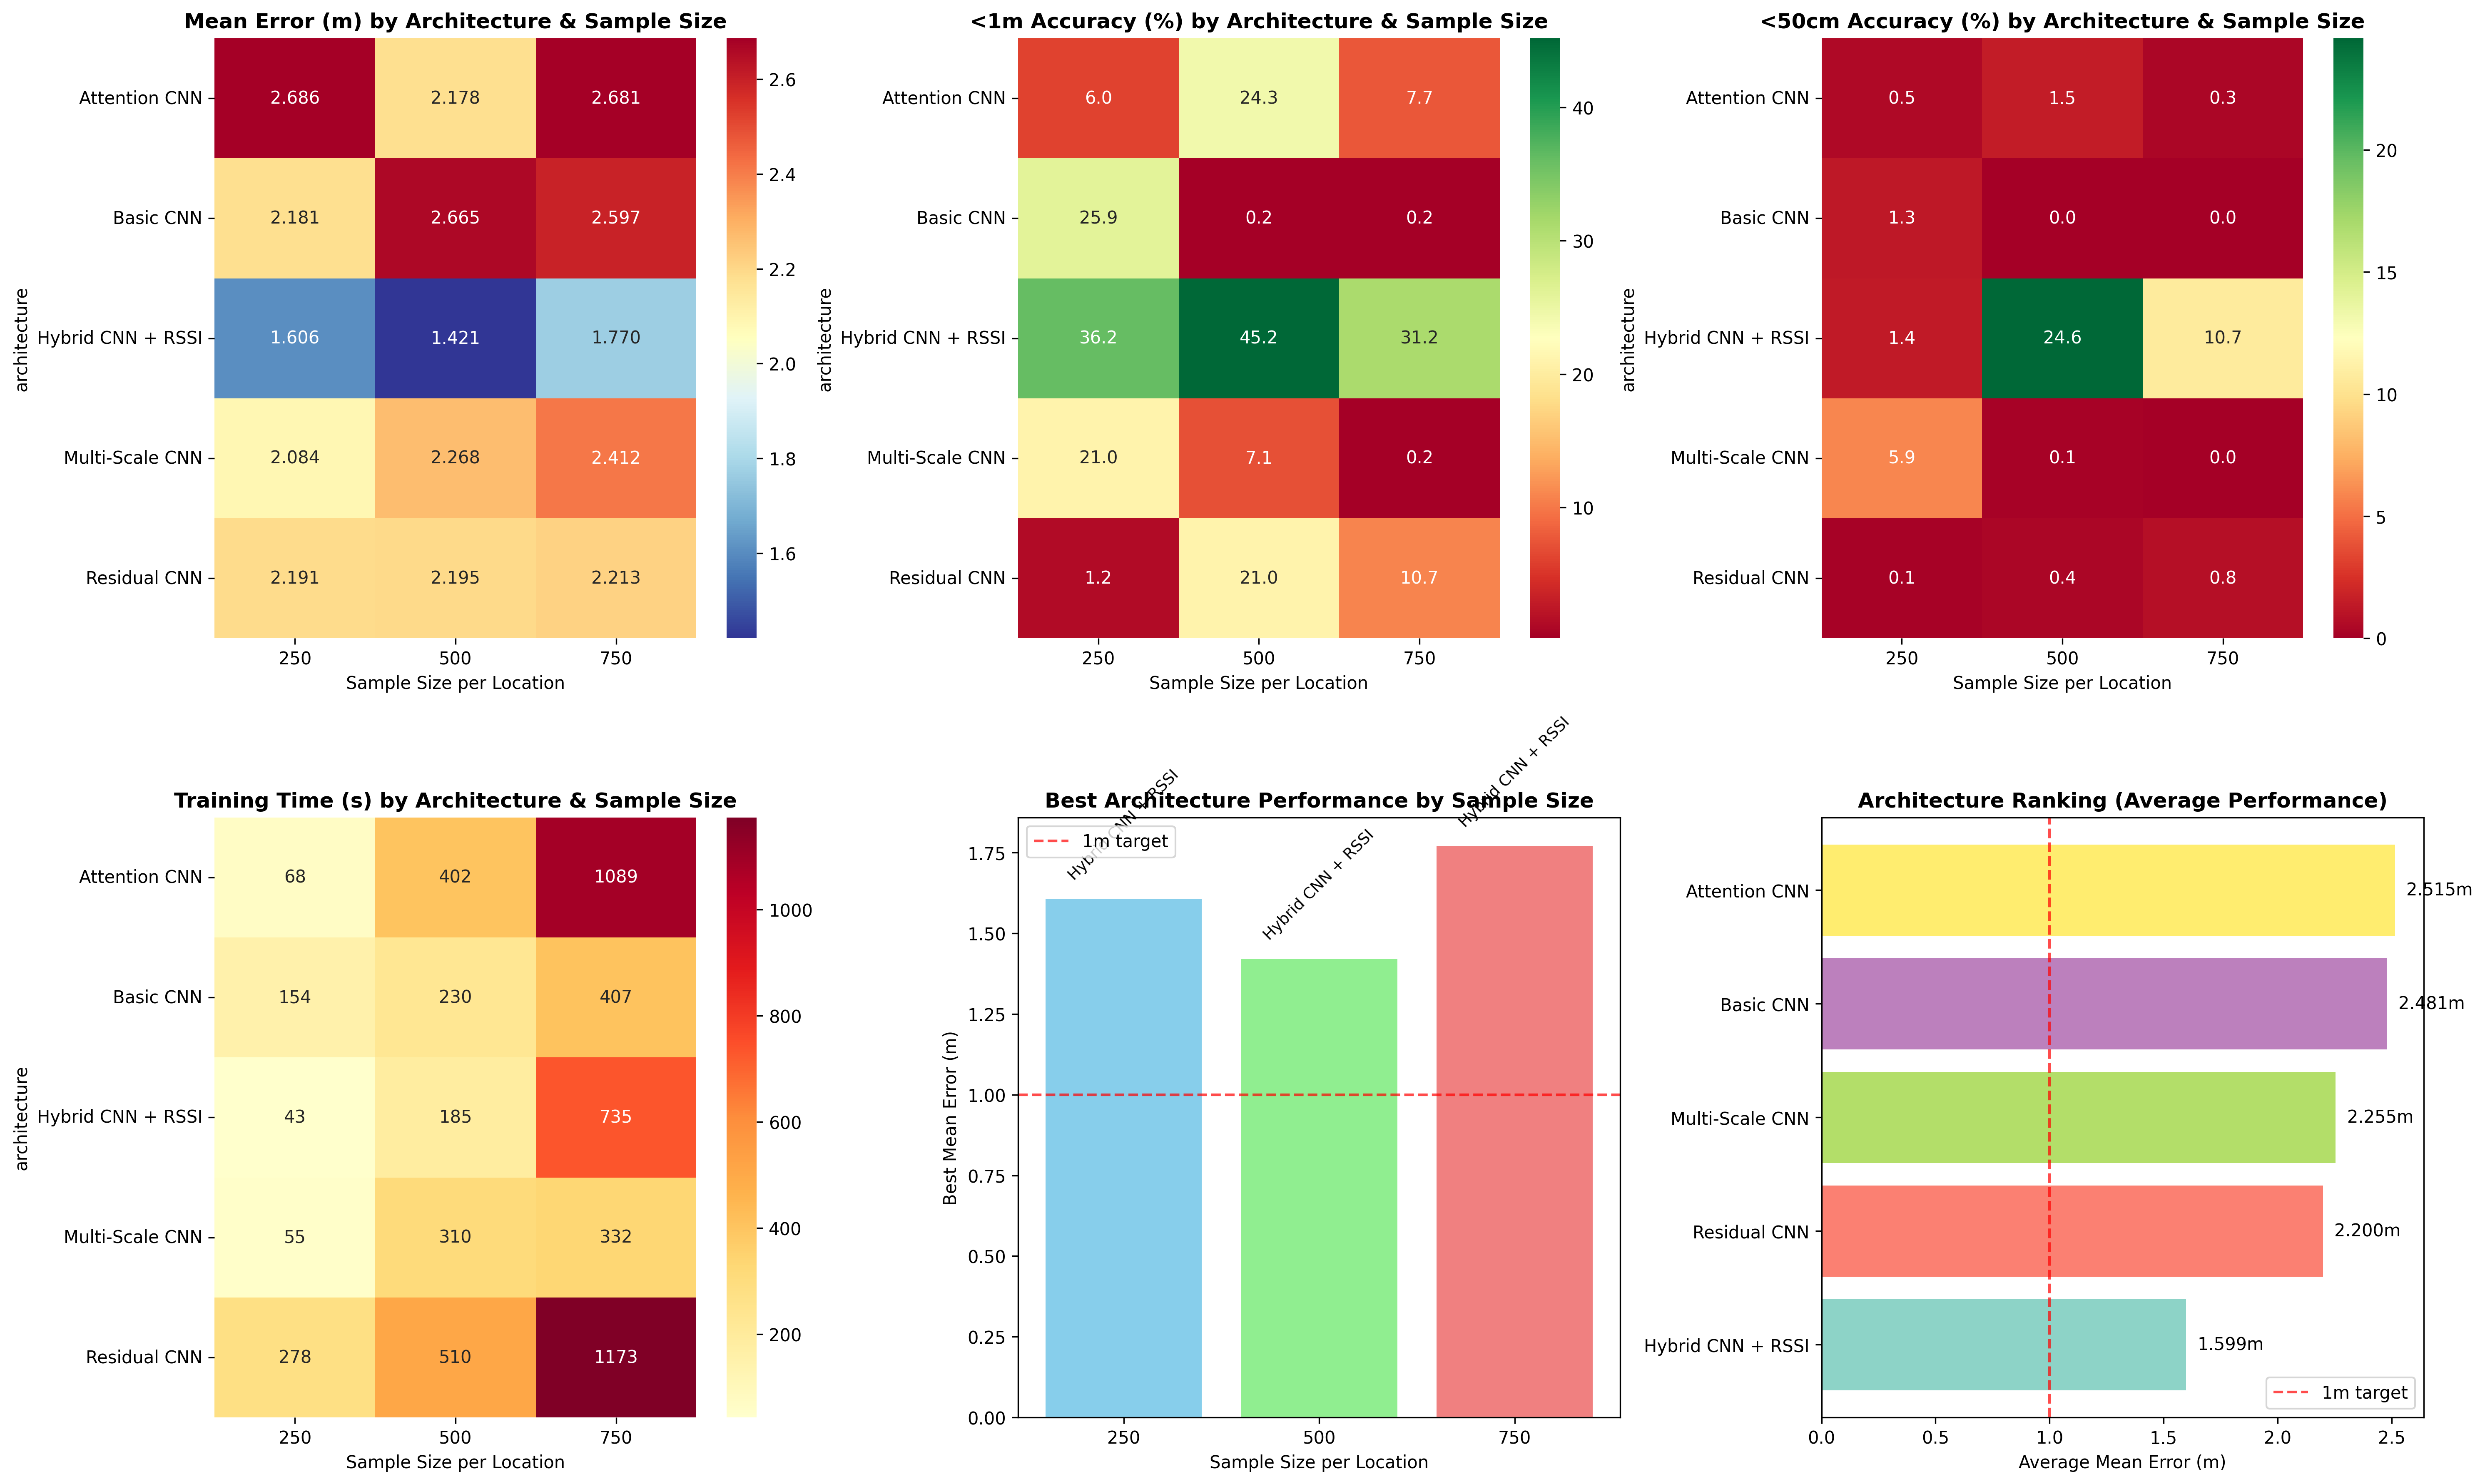 Mean Error (m) by Architecture & Sample Size
architecture
Attention CNN 2.686 2.178 2.681
Basic CNN 2.181 2.665 2.597
Hybrid CNN + RSSI 1.606 1.421 1.770
Multi-Scale CNN 2.084 2.268 2.412
Residual CNN 2.191 2.195 2.213
250 500 750
Sample Size per Location
2.6
2.4
2.2
2.0
1.8
1.6
<1m Accuracy (%) by Architecture & Sample Size
architecture
Attention CNN 6.0 24.3 7.7
Basic CNN 25.9 0.2 0.2
Hybrid CNN + RSSI 36.2 45.2 31.2
Multi-Scale CNN 21.0 7.1 0.2
Residual CNN 1.2 21.0 10.7
250 500 750
Sample Size per Location
40
30
20
10
<50cm Accuracy (%) by Architecture & Sample Size
architecture
Attention CNN 0.5 1.5 0.3
Basic CNN 1.3 0.0 0.0
Hybrid CNN + RSSI 1.4 24.6 10.7
Multi-Scale CNN 5.9 0.1 0.0
Residual CNN 0.1 0.4 0.8
250 500 750
Sample Size per Location
20
15
10
5
0
Training Time (s) by Architecture & Sample Size
architecture
Attention CNN 68 402 1089
Basic CNN 154 230 407
Hybrid CNN + RSSI 43 185 735
Multi-Scale CNN 55 310 332
Residual CNN 278 510 1173
250 500 750
Sample Size per Location
1000
800
600
400
200
Best Architecture Performance by Sample Size
1m target
Hybrid CNN + RSSI
Hybrid CNN + RSSI
Hybrid CNN + RSSI
Best Mean Error (m)
1.75
1.50
1.25
1.00
0.75
0.50
0.25
0.00
250 500 750
Sample Size per Location
Architecture Ranking (Average Performance)
Attention CNN 2.515m
Basic CNN 2.481m
Multi-Scale CNN 2.255m
Residual CNN 2.200m
Hybrid CNN + RSSI 1.599m
1m target
0.0 0.5 1.0 1.5 2.0 2.5
Average Mean Error (m)